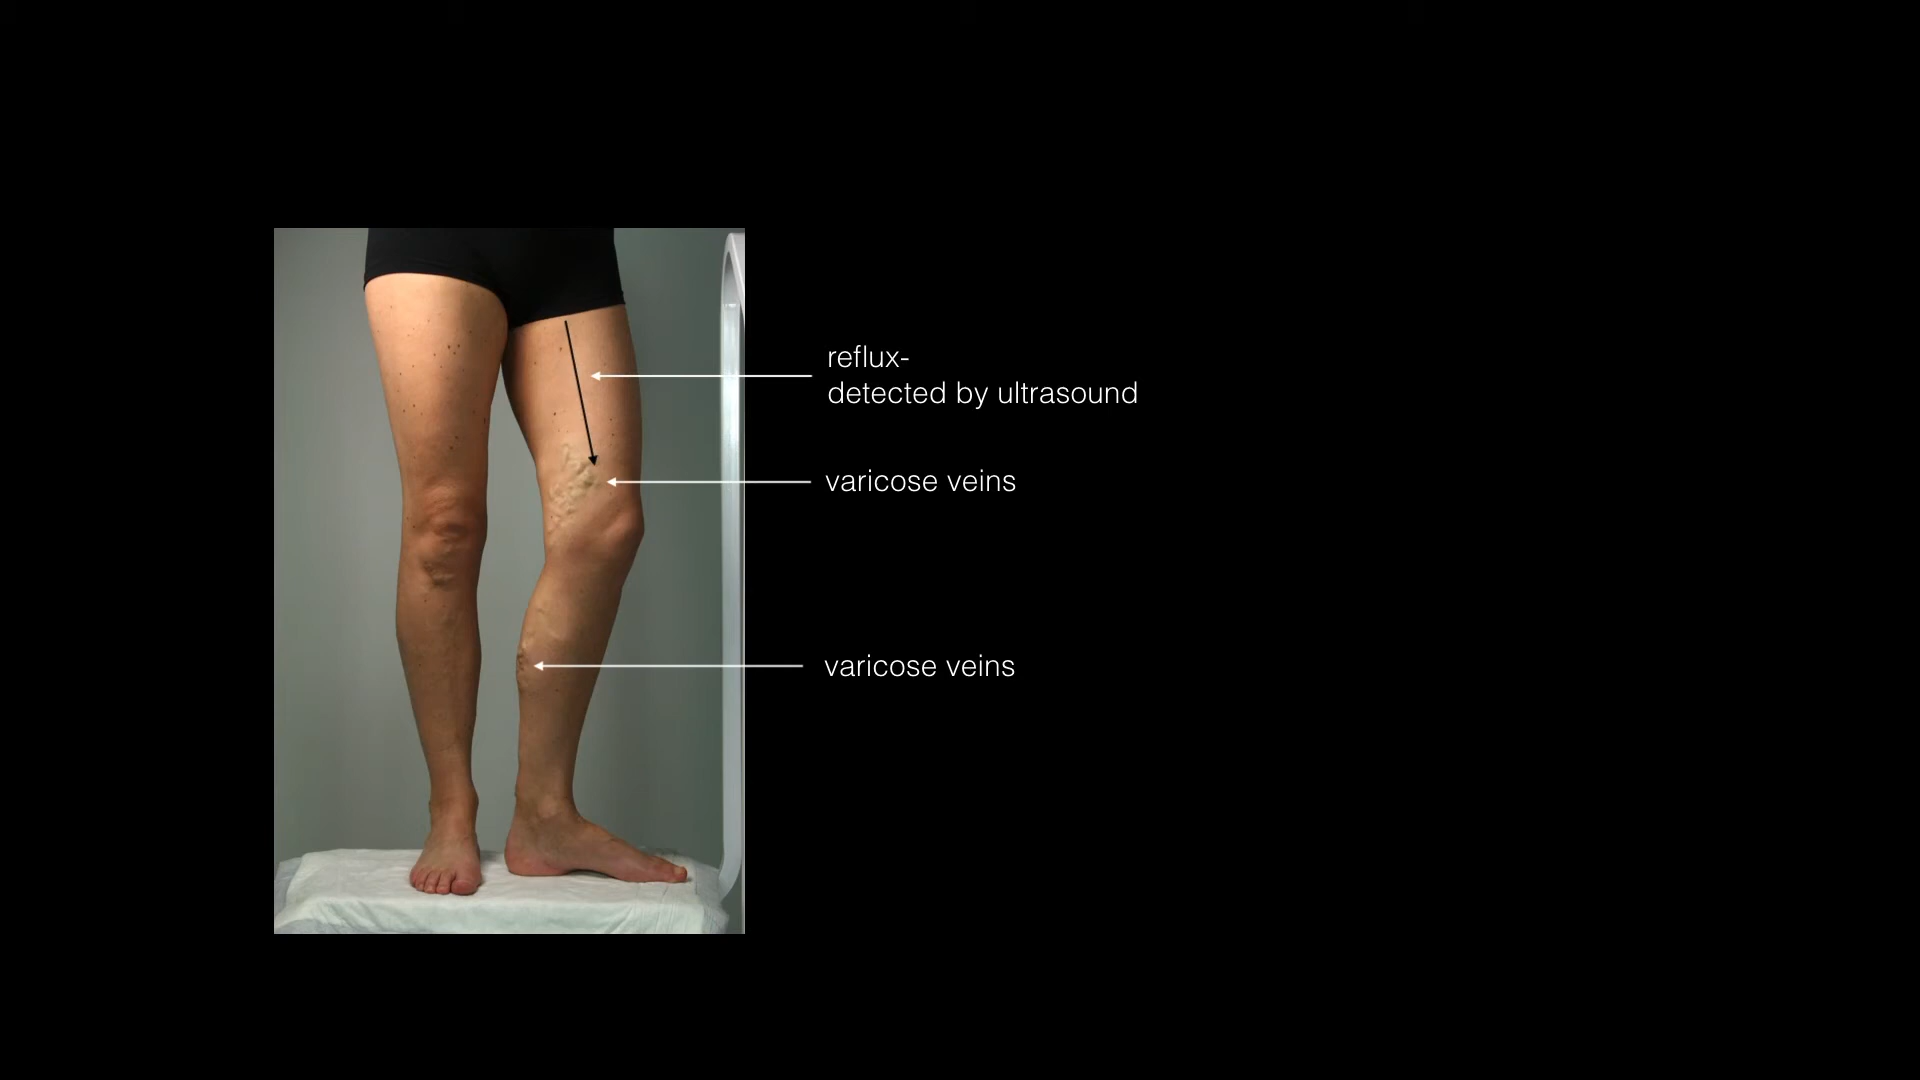 reflux-
detected by ultrasound
varicose veins
varicose veins